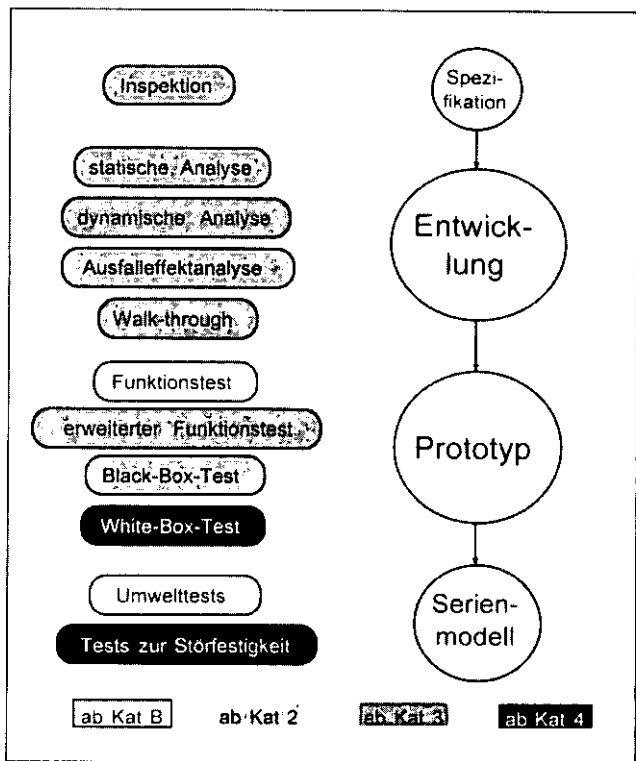 Inspektion
statische Analyse
dynamische Analyse
Ausfalleffektanalyse
Walk-through
Funktionstest
erweiterter Funktionstest
Black-Box-Test
White-Box-Test
Umwelttests
Tests zur Störfestigkeit
Spezi-
fikation
Entwick-
lung
Prototyp
Serien-
modell
ab Kat B
ab Kat 2
ab Kat 3
ab Kat 4